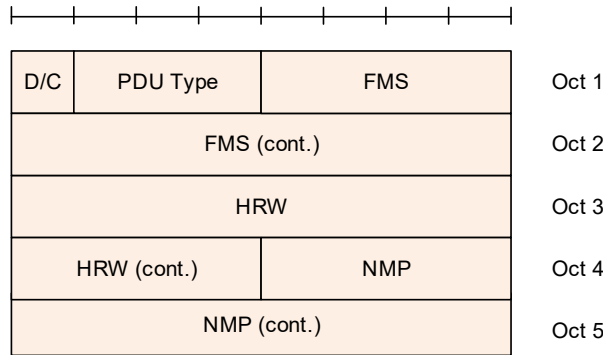 D/C PDU Type FMS Oct 1
FMS (cont.) Oct 2
HRW Oct 3
HRW (cont.) NMP Oct 4
NMP (cont.) Oct 5